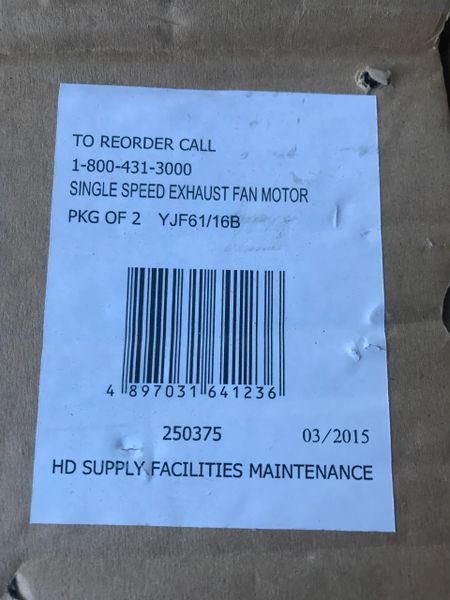 TO REORDER CALL
1-800-431-3000
SINGLE SPEED EXHAUST FAN MOTOR
PKG OF 2 YJF61/16B
4 897031 641236
250375 03/2015
HD SUPPLY FACILITIES MAINTENANCE